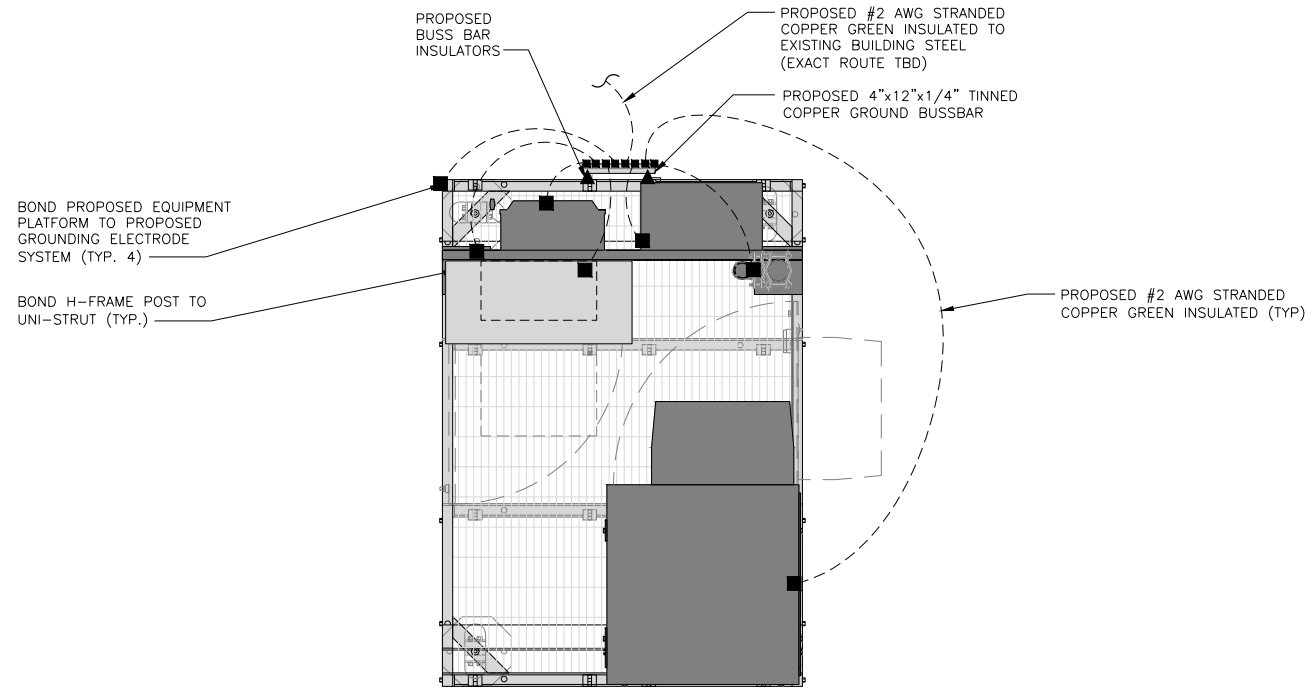 PROPOSED
BUSS BAR
INSULATORS
PROPOSED #2 AWG STRANDED
COPPER GREEN INSULATED TO
EXISTING BUILDING STEEL
(EXACT ROUTE TBD)
PROPOSED 4"x12"x1/4" TINNED
COPPER GROUND BUSSBAR
BOND PROPOSED EQUIPMENT
PLATFORM TO PROPOSED
GROUNDING ELECTRODE
SYSTEM (TYP. 4)
BOND H-FRAME POST TO
UNI-STRUT (TYP.)
PROPOSED #2 AWG STRANDED
COPPER GREEN INSULATED (TYP)